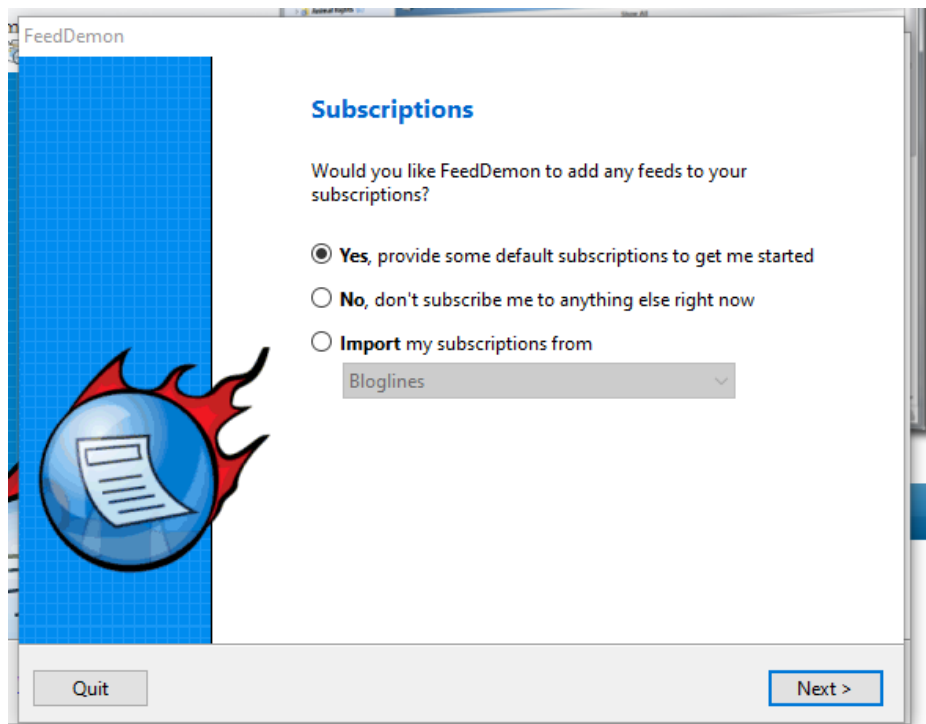 Show All
FeedDemon
Subscriptions
Would you like FeedDemon to add any feeds to your
subscriptions?
Yes, provide some default subscriptions to get me started
No, don't subscribe me to anything else right now
Import my subscriptions from
Bloglines
Quit
Next >